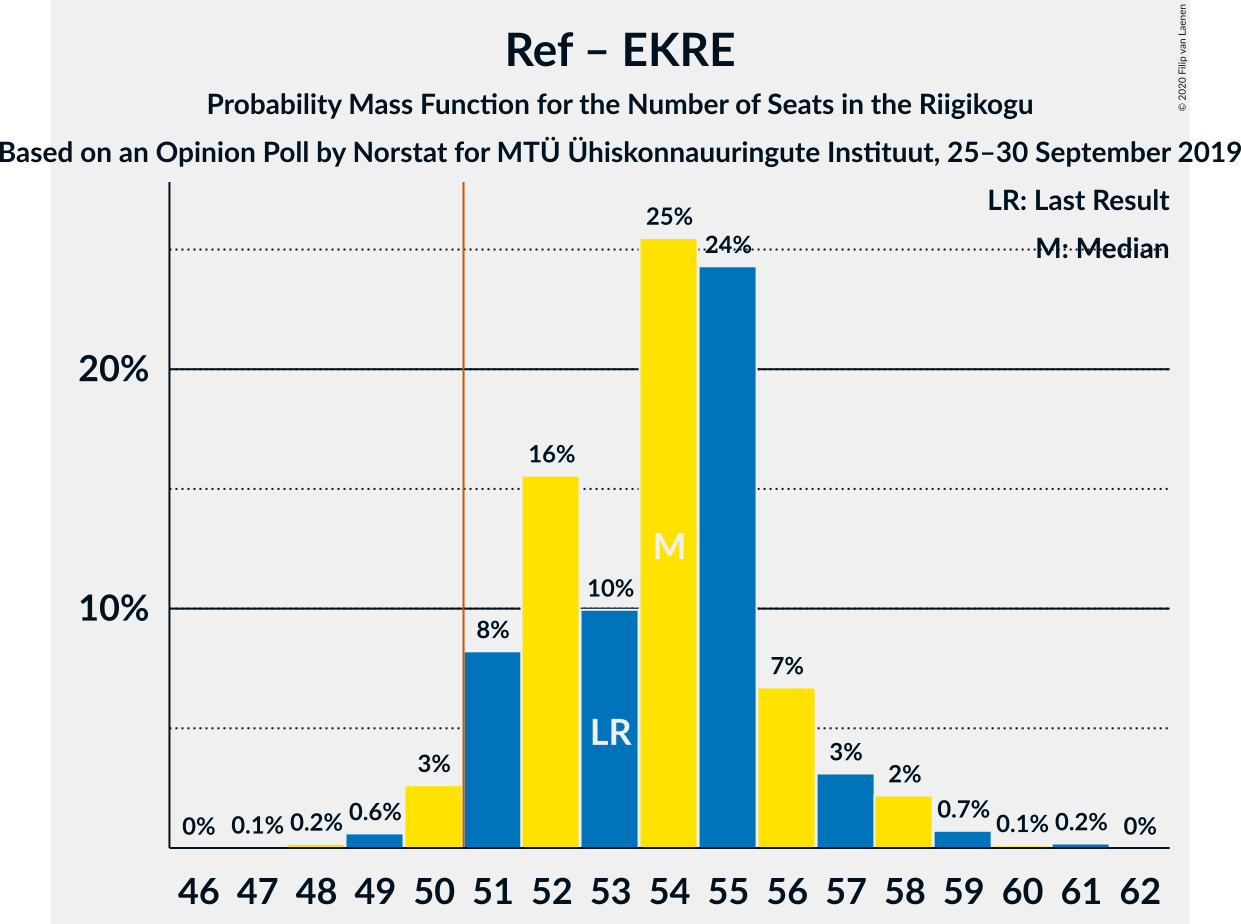 Ref – EKRE
Probability Mass Function for the Number of Seats in the Riigikogu
Based on an Opinion Poll by Norstat for MTÜ Ühiskonnauuringute Instituut, 25–30 September 2019
© 2020 Filip van Laenen
LR: Last Result
M: Median
25%
24%
20%
16%
M
10%
10%
8%
7%
LR
3%
3%
2%
0% 0.1% 0.2% 0.6% 0.7% 0.1% 0.2% 0%
46 47 48 49 50 51 52 53 54 55 56 57 58 59 60 61 62